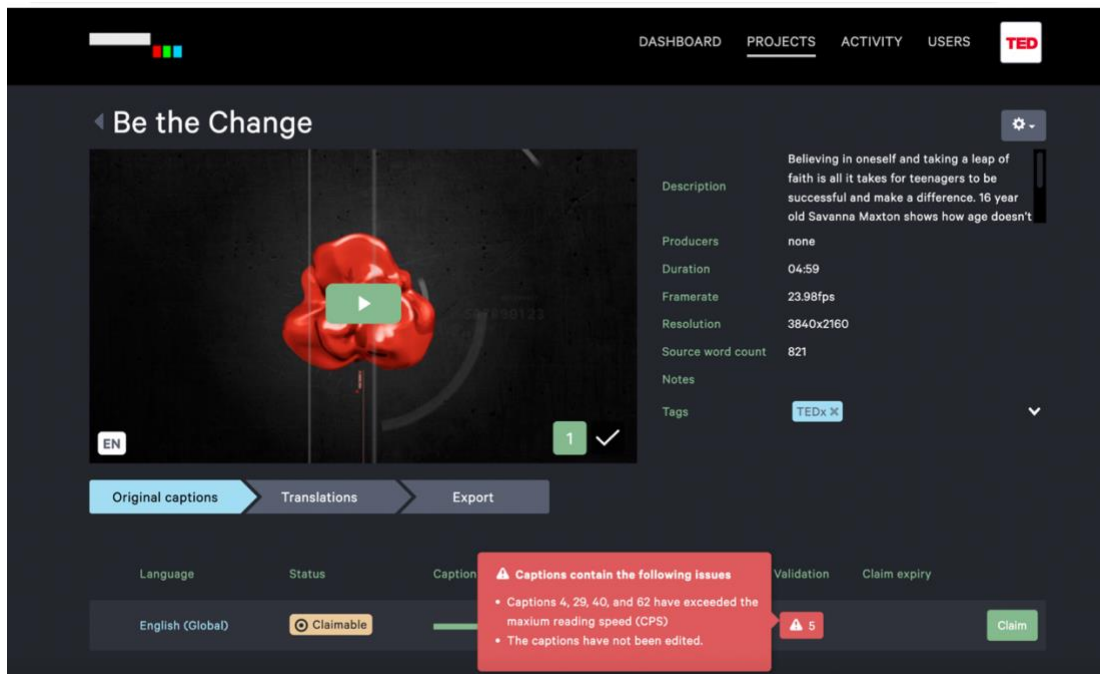 DASHBOARD PROJECTS ACTIVITY USERS TED
Be the Change
Description
Believing in oneself and taking a leap of
faith is all it takes for teenagers to be
successful and make a difference. 16 year
old Savanna Maxton shows how age doesn't
Producers none
Duration 04:59
Framerate 23.98fps
Resolution 3840x2160
Source word count 821
Notes
Tags TEDx
EN
1
Original captions Translations Export
Language Status Caption Validation Claim expiry
Captions contain the following issues
• Captions 4, 29, 40, and 62 have exceeded the
maxium reading speed (CPS)
• The captions have not been edited.
English (Global) Claimable 5 Claim